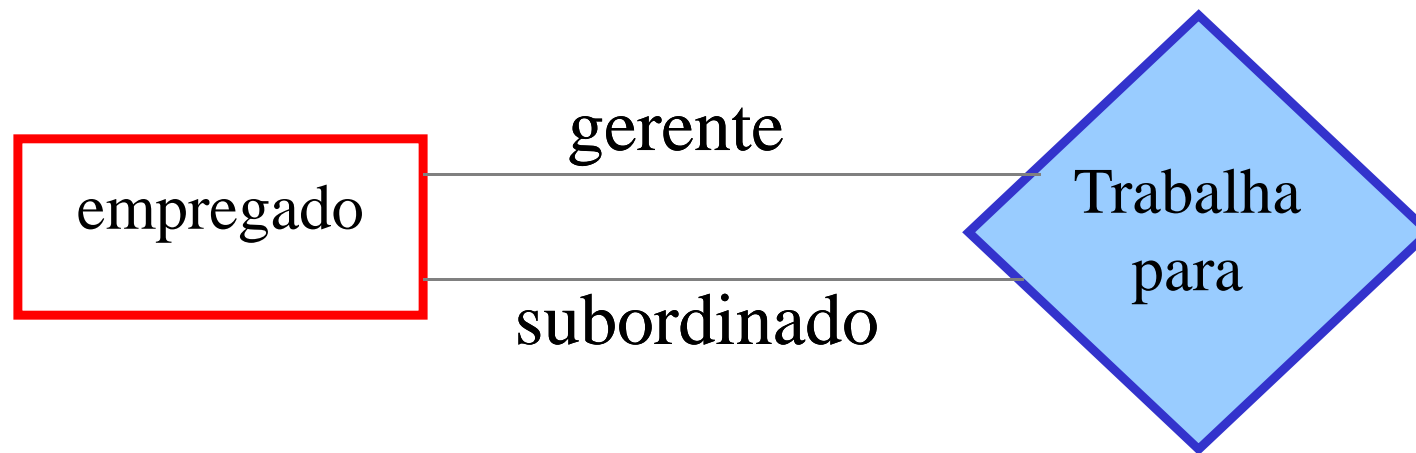 gerente
empregado
Trabalha
para
subordinado